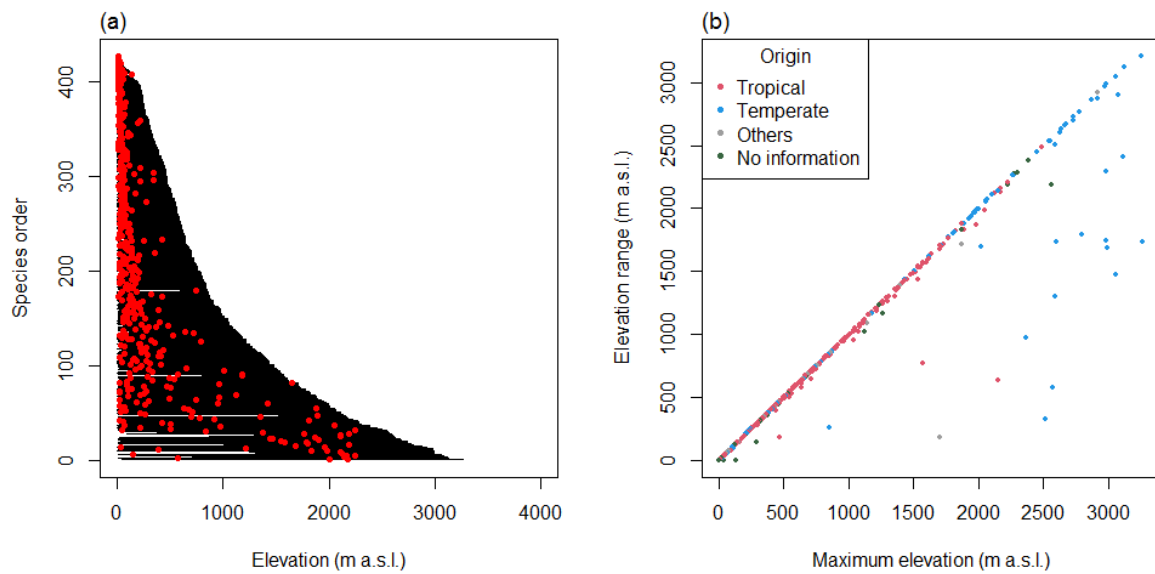 (a)
Species order
400
300
200
100
0
0 1000 2000 3000 4000
Elevation (m a.s.l.)
(b)
Elevation range (m a.s.l.)
3000
2500
2000
1500
1000
500
0
Origin
Tropical
Temperate
Others
No information
0 500 1000 1500 2000 2500 3000
Maximum elevation (m a.s.l.)